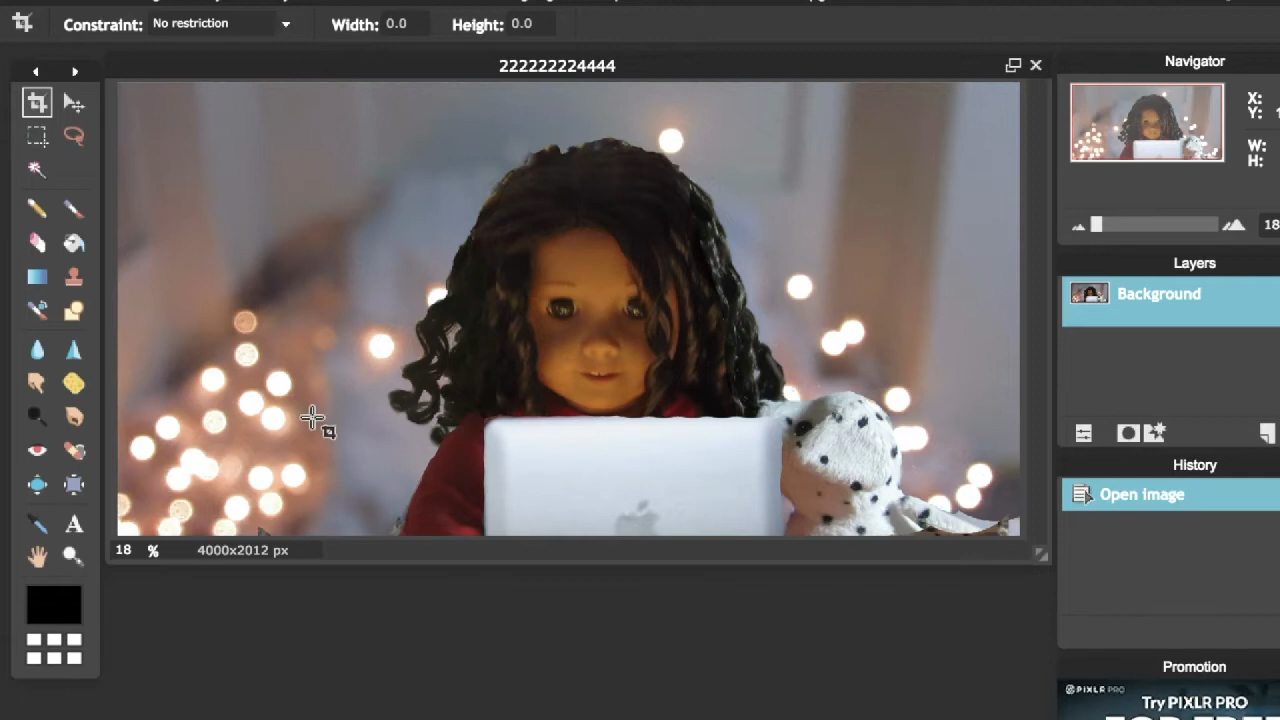 Constraint: No restriction Width: 0.0 Height: 0.0
222222224444
Navigator
X:
Y:
W:
H:
18
Layers
Background
History
Open image
18 % 4000x2012 px
A
Promotion
PIXLR PRO
Try PIXLR PRO